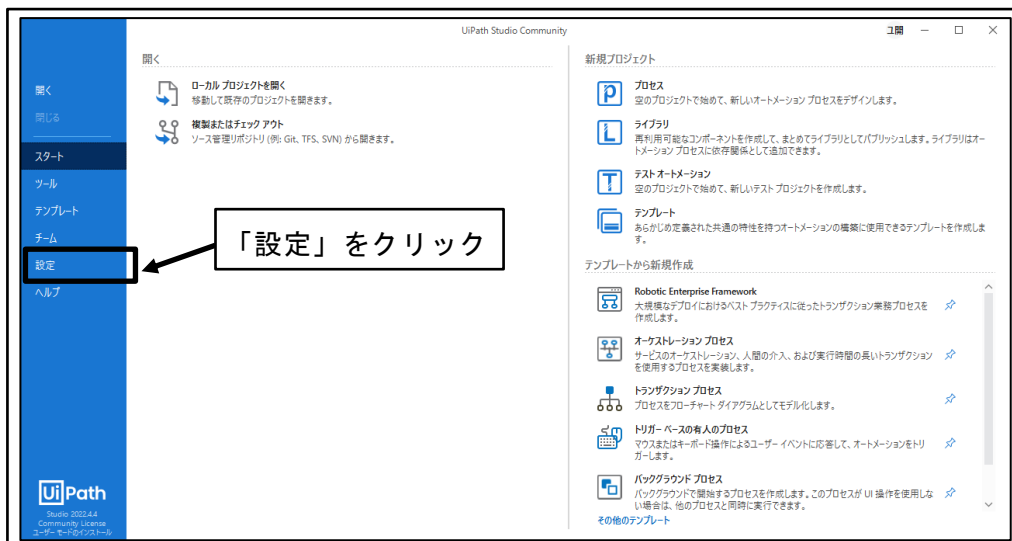 UiPath Studio Community
開く
閉じる
スタート
ツール
テンプレート
チーム
設定
ヘルプ
UiPath
Studio 2022.4.4
Community License
ユーザー モードのインストール
開く
ローカル プロジェクトを開く
移動して既存のプロジェクトを開きます。
複製またはチェック アウト
ソース管理リポジトリ (例: Git、TFS、SVN) から開きます。
「設定」をクリック
新規プロジェクト
プロセス
空のプロジェクトで始めて、新しいオートメーション プロセスをデザインします。
ライブラリ
再利用可能なコンポーネントを作成して、まとめてライブラリとしてパブリッシュします。ライブラリはオー
トメーション プロセスに依存関係として追加できます。
テスト オートメーション
空のプロジェクトで始めて、新しいテスト プロジェクトを作成します。
テンプレート
あらかじめ定義された共通の特性を持つオートメーションの構築に使用できるテンプレートを作成しま
す。
テンプレートから新規作成
Robotic Enterprise Framework
大規模なデプロイにおけるベスト プラクティスに従ったトランザクション業務プロセスを
作成します。
オーケストレーション プロセス
サービスのオーケストレーション、人間の介入、および実行時間の長いトランザクション
を使用するプロセスを実装します。
トランザクション プロセス
プロセスをフローチャート ダイアグラムとしてモデル化します。
トリガー ベースの有人のプロセス
マウスまたはキーボード操作によるユーザー イベントに応答して、オートメーションをトリ
ガーします。
バックグラウンド プロセス
バックグラウンドで開始するプロセスを作成します。このプロセスが UI 操作を使用しな
い場合は、他のプロセスと同時に実行できます。
その他のテンプレート